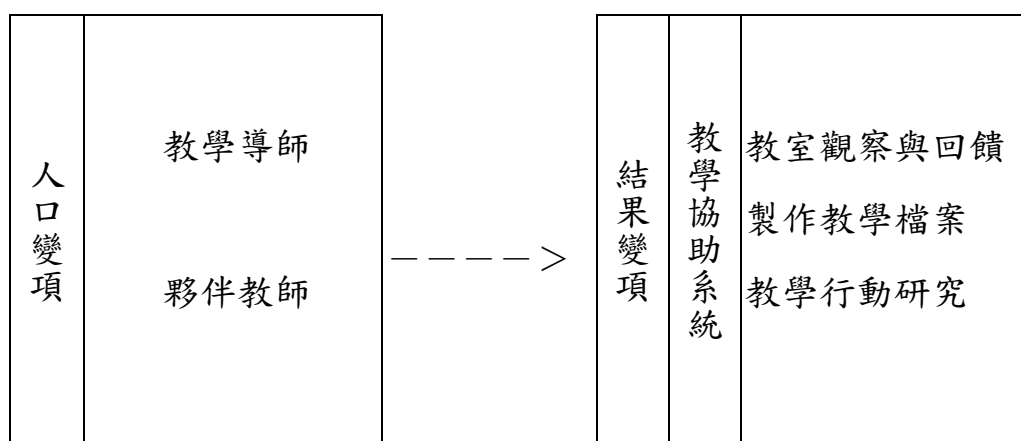 人口變項
教學導師
夥伴教師
－－－－＞
結果變項
教學協助系統
教室觀察與回饋
製作教學檔案
教學行動研究